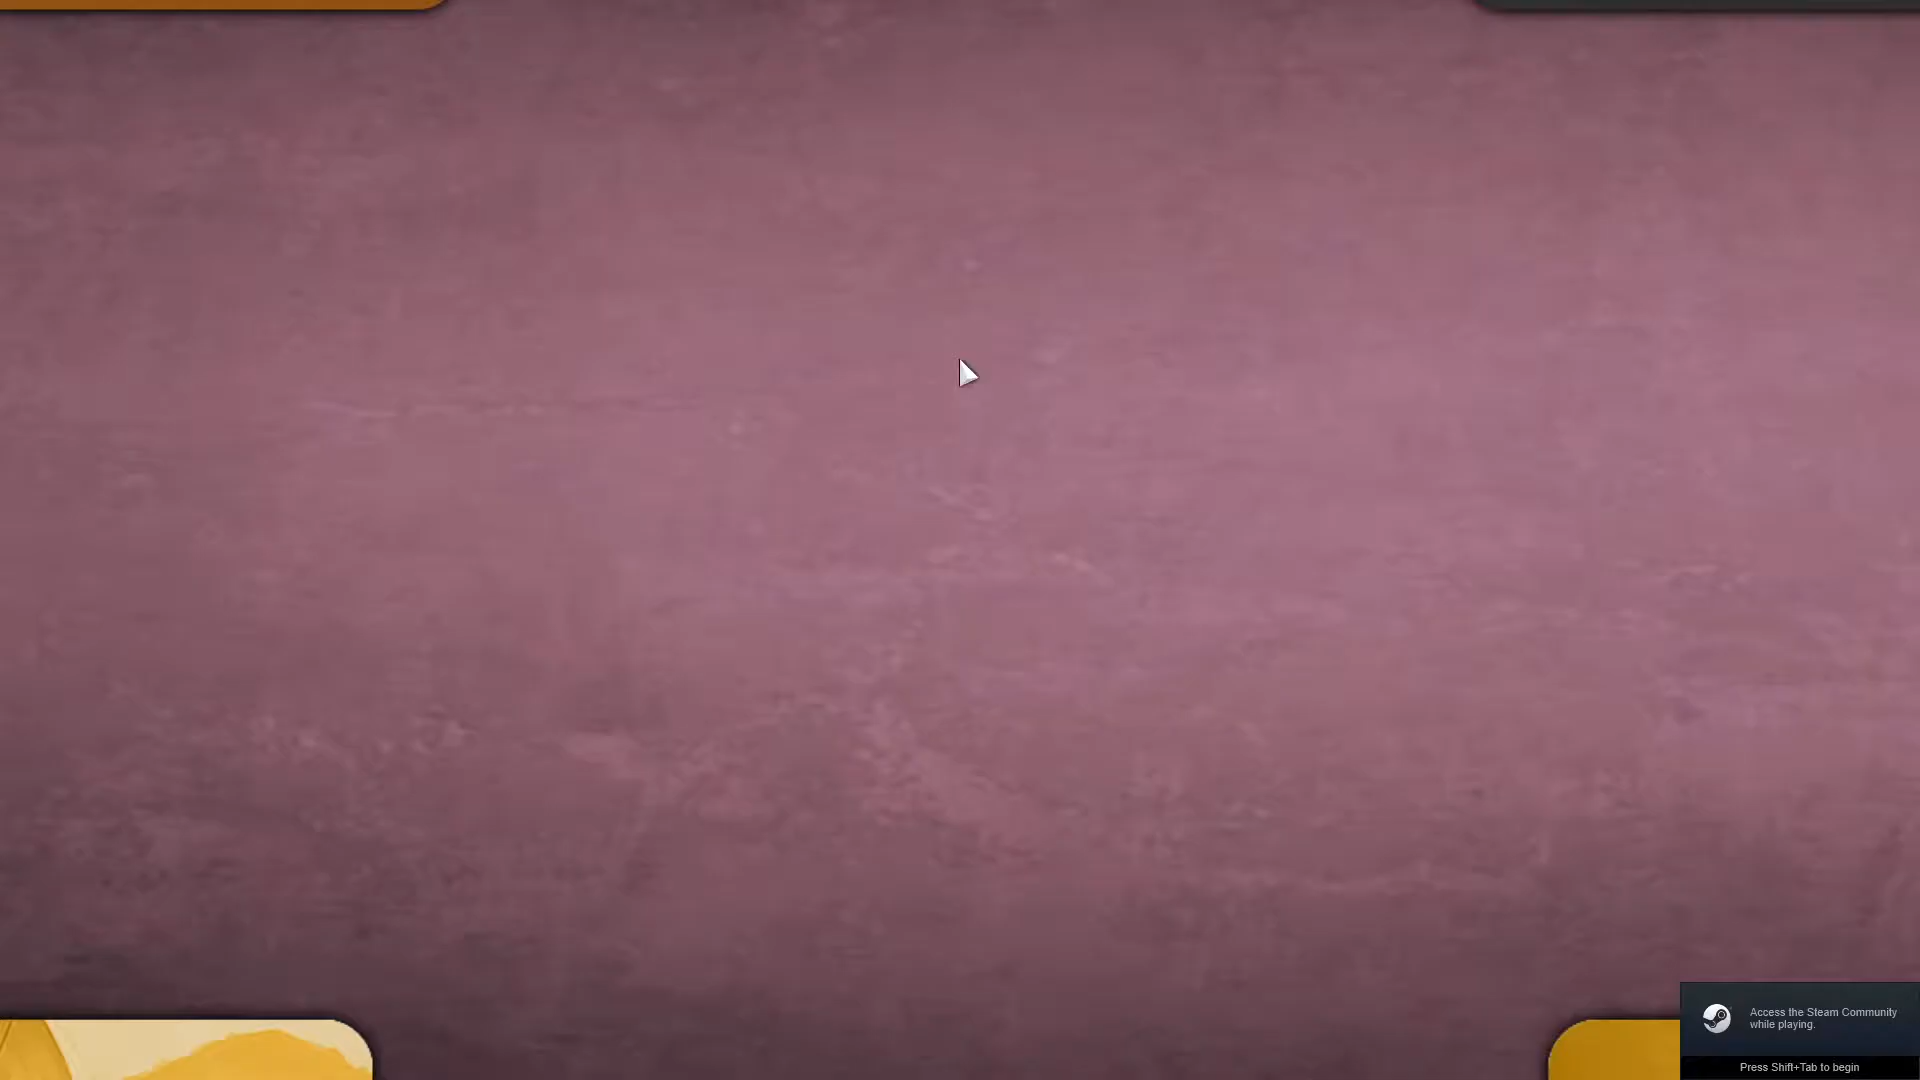 Access the Steam Community
while playing.
Press Shift+Tab to begin